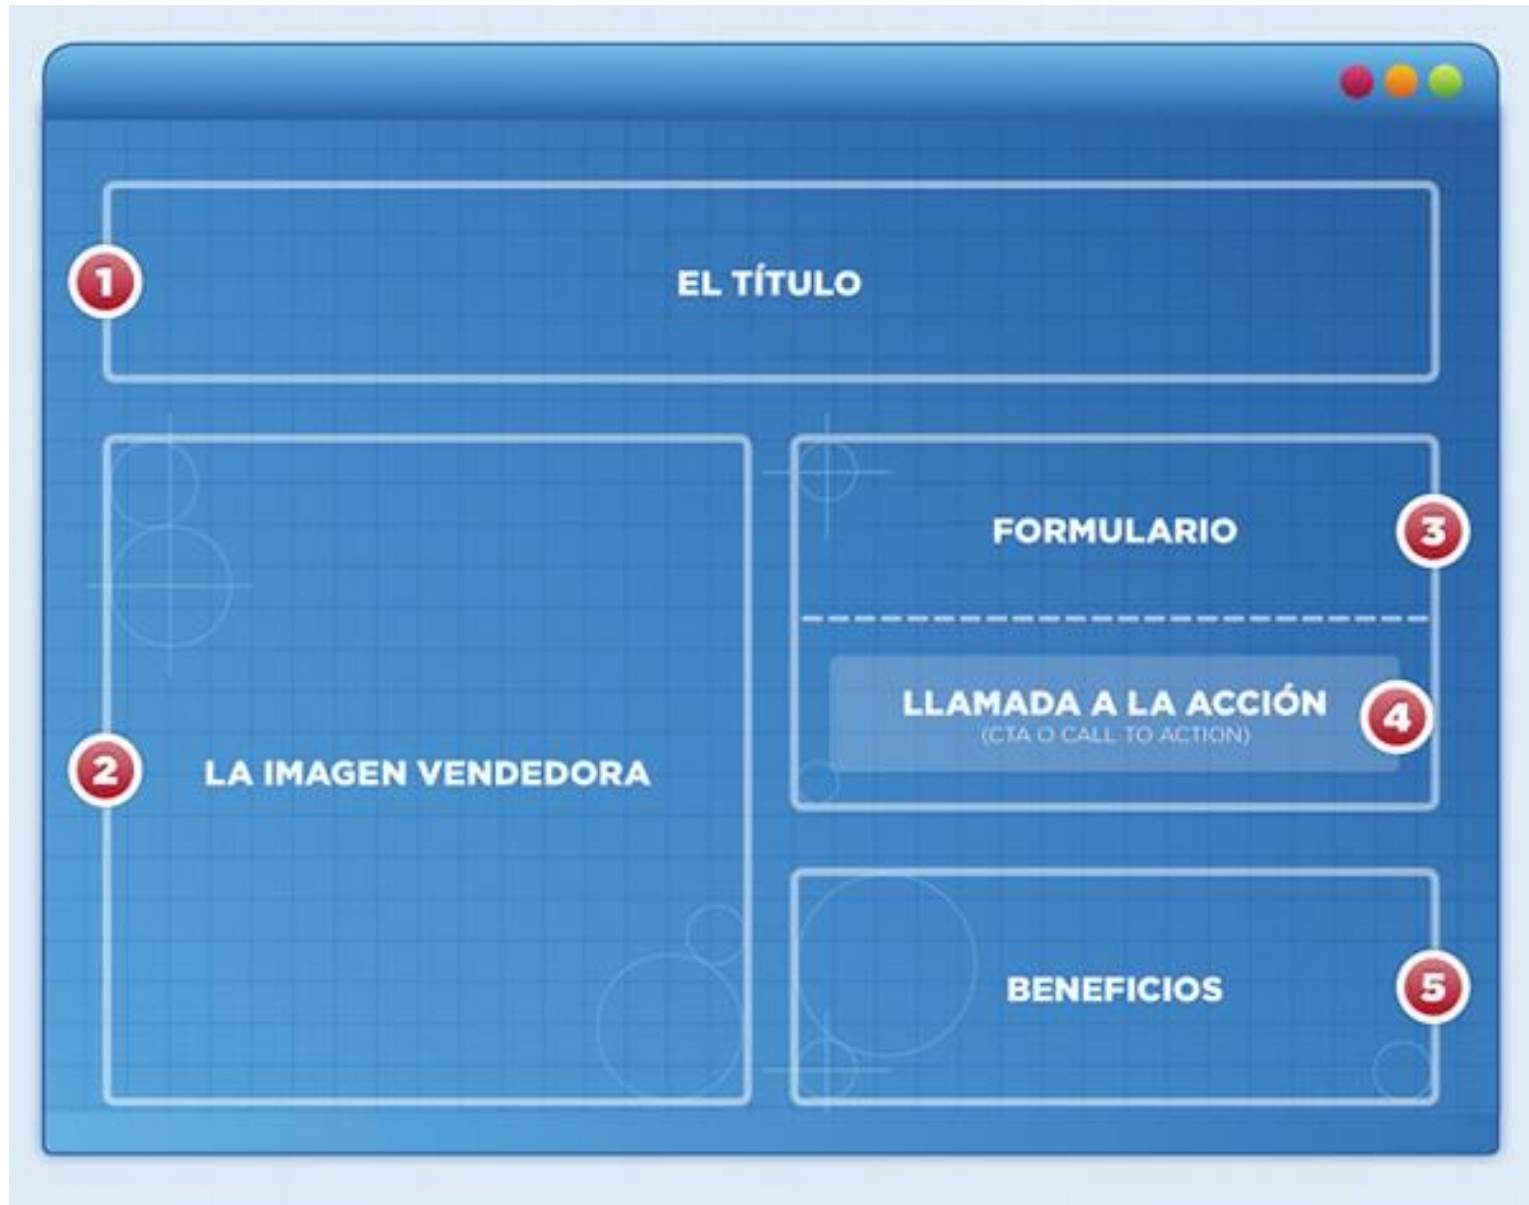 1
EL TÍTULO
2
LA IMAGEN VENDEDORA
FORMULARIO
3
LLAMADA A LA ACCIÓN
(CTA O CALL TO ACTION)
4
BENEFICIOS
5